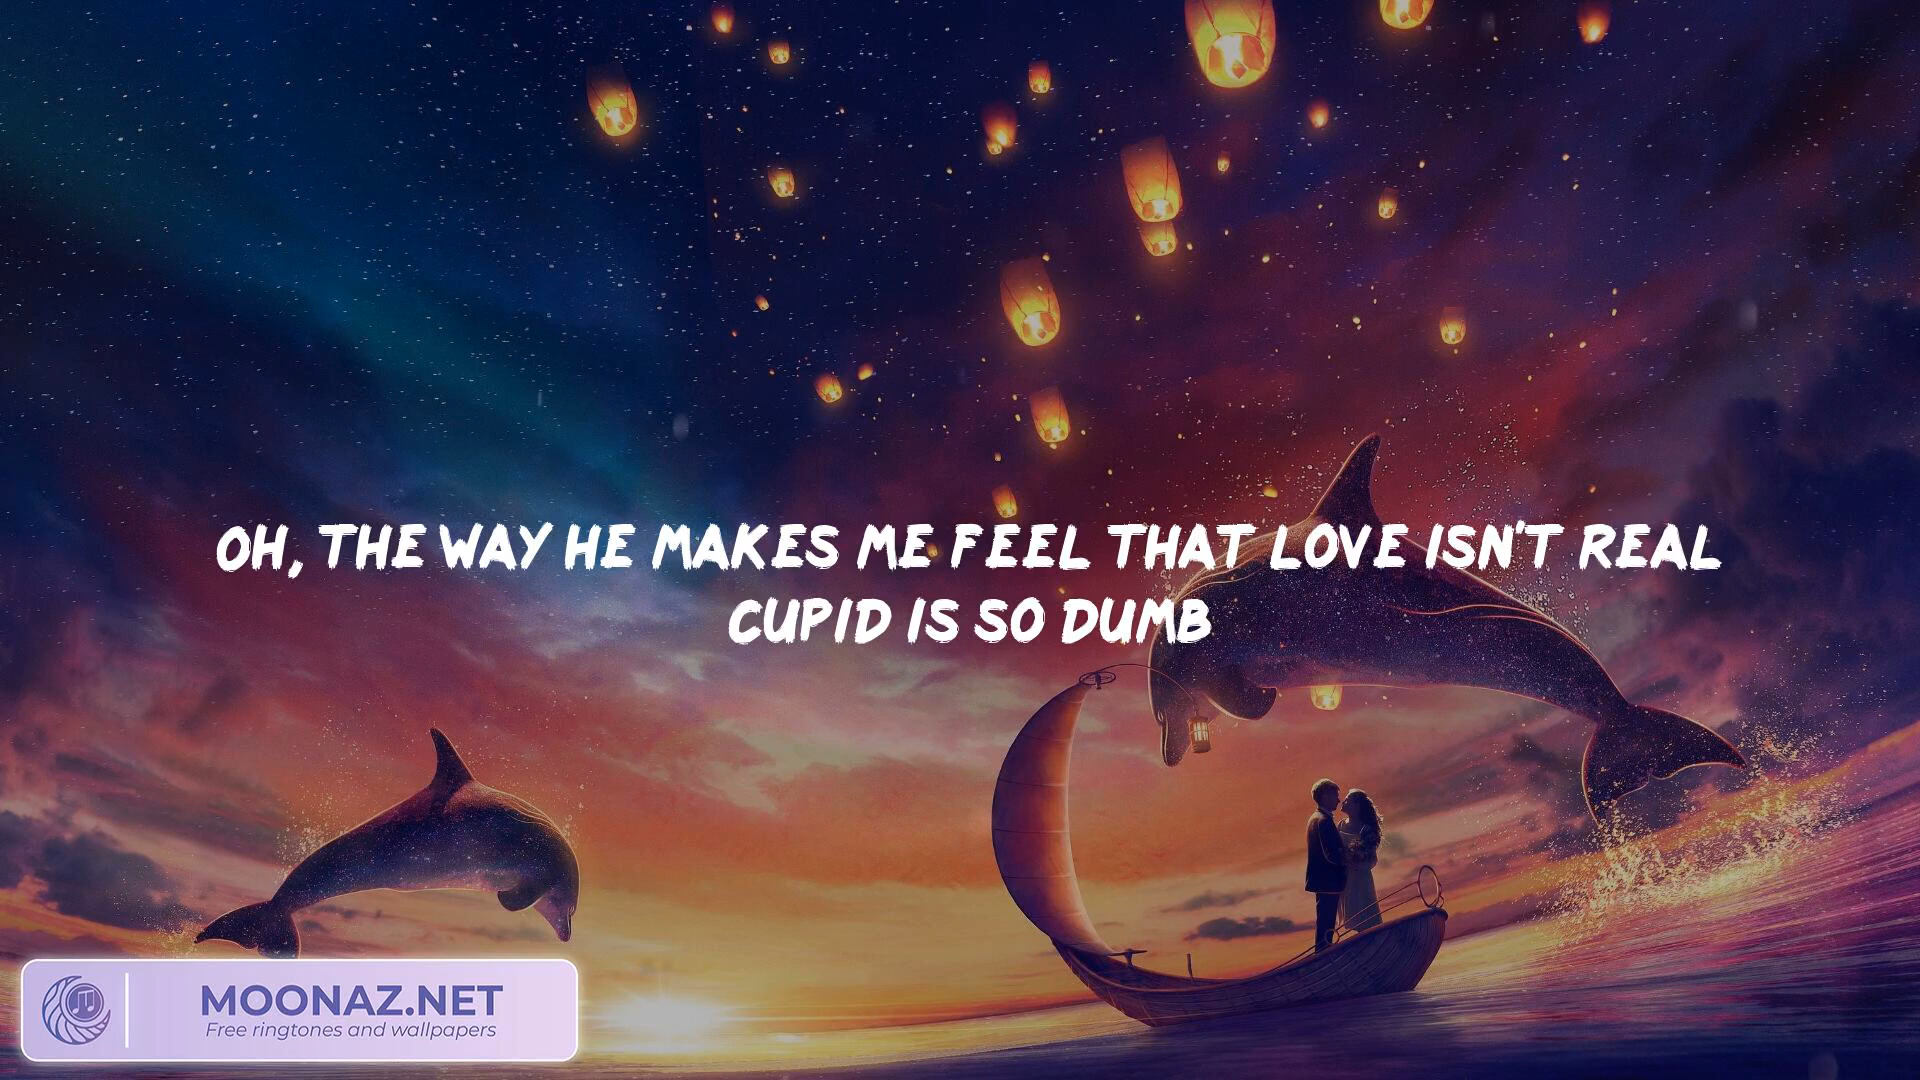 OH, THE WAY HE MAKES ME FEEL THAT LOVE ISN'T REAL
CUPID IS SO DUMB
MOONAZ.NET
Free ringtones and wallpapers